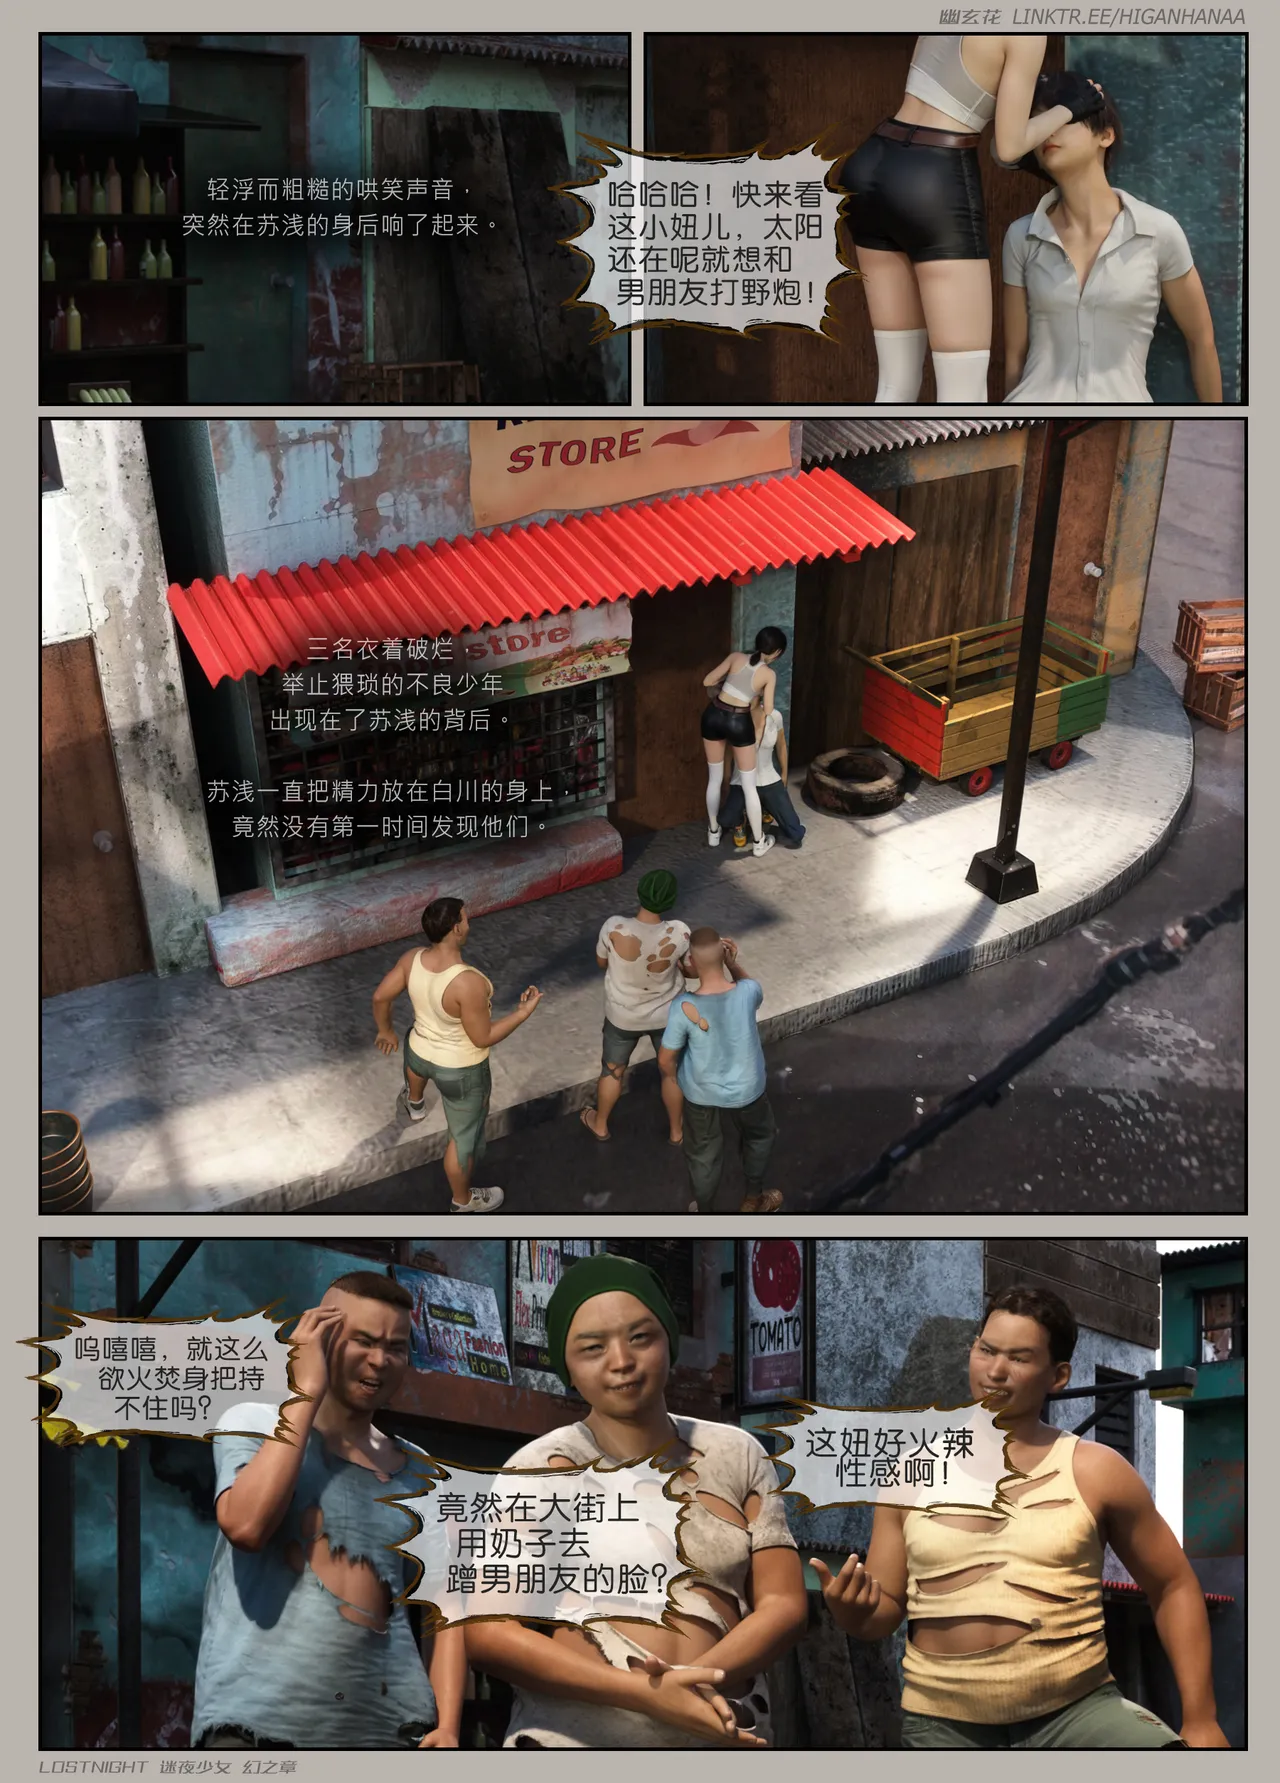 幽玄花 LINKTR.EE/HIGANHANAA
轻浮而粗糙的哄笑声音，
突然在苏浅的身后响了起来。
哈哈哈！快来看
这小妞儿，太阳
还在呢就想和
男朋友打野炮！
STORE
store
三名衣着破烂，
举止猥琐的不良少年
出现在了苏浅的背后。
苏浅一直把精力放在白川的身上，
竟然没有第一时间发现他们。
呜嘻嘻，就这么
欲火焚身把持
不住吗？
竟然在大街上
用奶子去
蹭男朋友的脸？
这妞好火辣
性感啊！
Fashion
Home
TOMATO
LOSTNIGHT 迷夜少女 幻之章